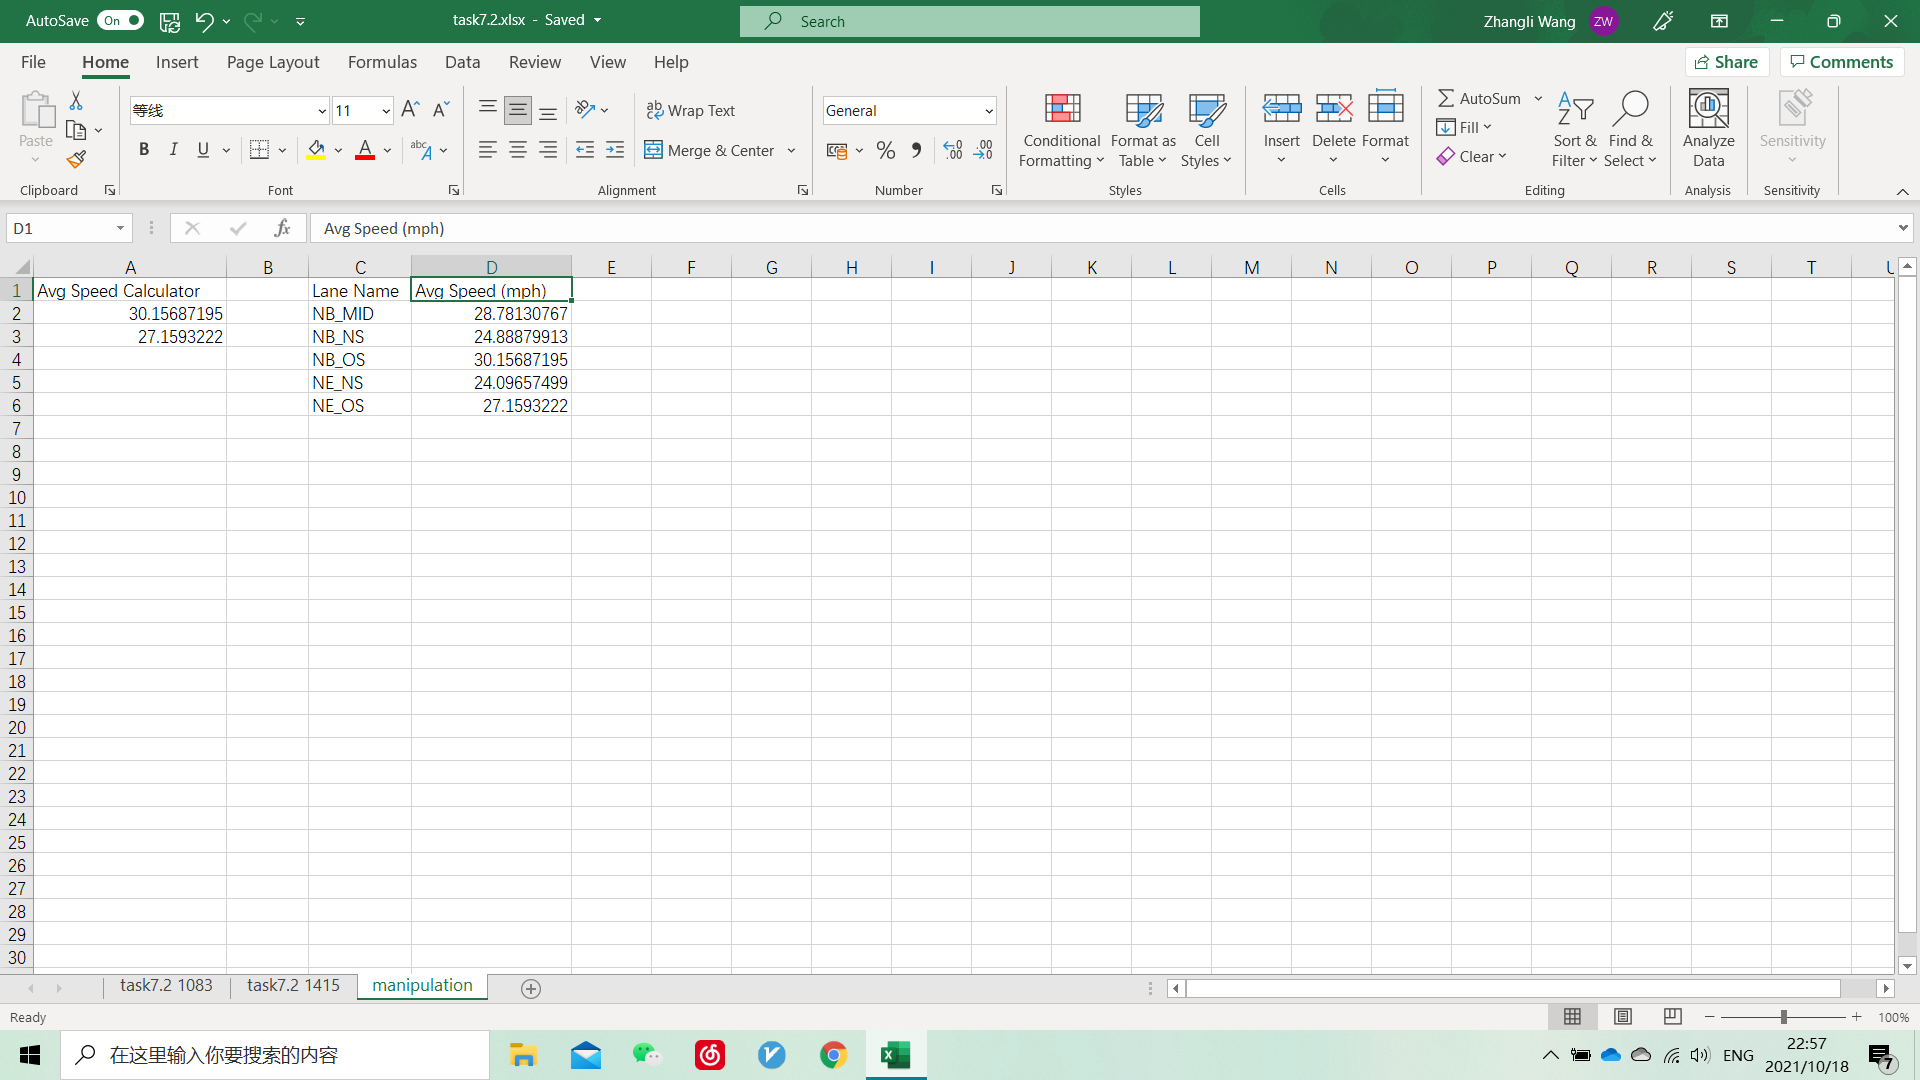 AutoSave On task7.2.xlsx - Saved Search Zhangli Wang ZW
File Home Insert Page Layout Formulas Data Review View Help Share Comments
Paste
Clipboard
等线 11
B I U
Font
Wrap Text
Merge & Center
Alignment
General
Number
Conditional Formatting
Format as Table
Cell Styles
Styles
Insert Delete Format
Cells
AutoSum
Fill
Clear
Sort & Filter
Find & Select
Editing
Analyze Data
Analysis
Sensitivity
Sensitivity
D1 fx Avg Speed (mph)
A B C D E F G H I J K L M N O P Q R S T U
1 Avg Speed Calculator Lane Name Avg Speed (mph)
2 30.15687195 NB_MID 28.78130767
3 27.1593222 NB_NS 24.88879913
4 NB_OS 30.15687195
5 NE_NS 24.09657499
6 NE_OS 27.1593222
7
8
9
10
11
12
13
14
15
16
17
18
19
20
21
22
23
24
25
26
27
28
29
30
task7.2 1083 task7.2 1415 manipulation
Ready 100%
在这里输入你要搜索的内容 ENG 22:57
2021/10/18 7